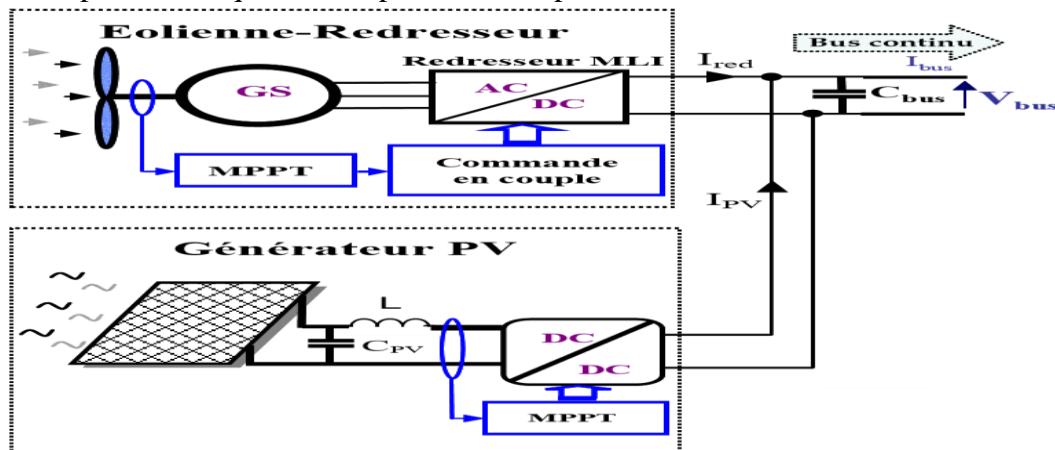 Eolienne-Redresseur
Redresseur MLI
GS
AC
DC
MPPT
Commande
en couple
I red
Bus continu
I bus
C bus
V bus
I PV
Générateur PV
L
C PV
DC
DC
MPPT